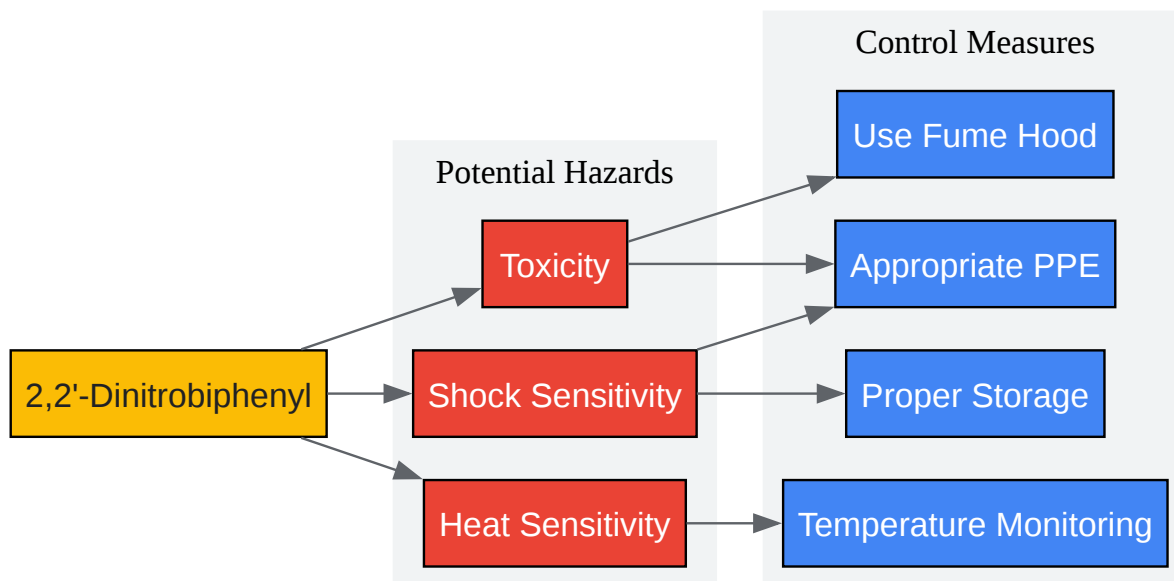 Control Measures
Use Fume Hood
Potential Hazards
Toxicity
Appropriate PPE
2,2'-Dinitrobiphenyl
Shock Sensitivity
Proper Storage
Heat Sensitivity
Temperature Monitoring